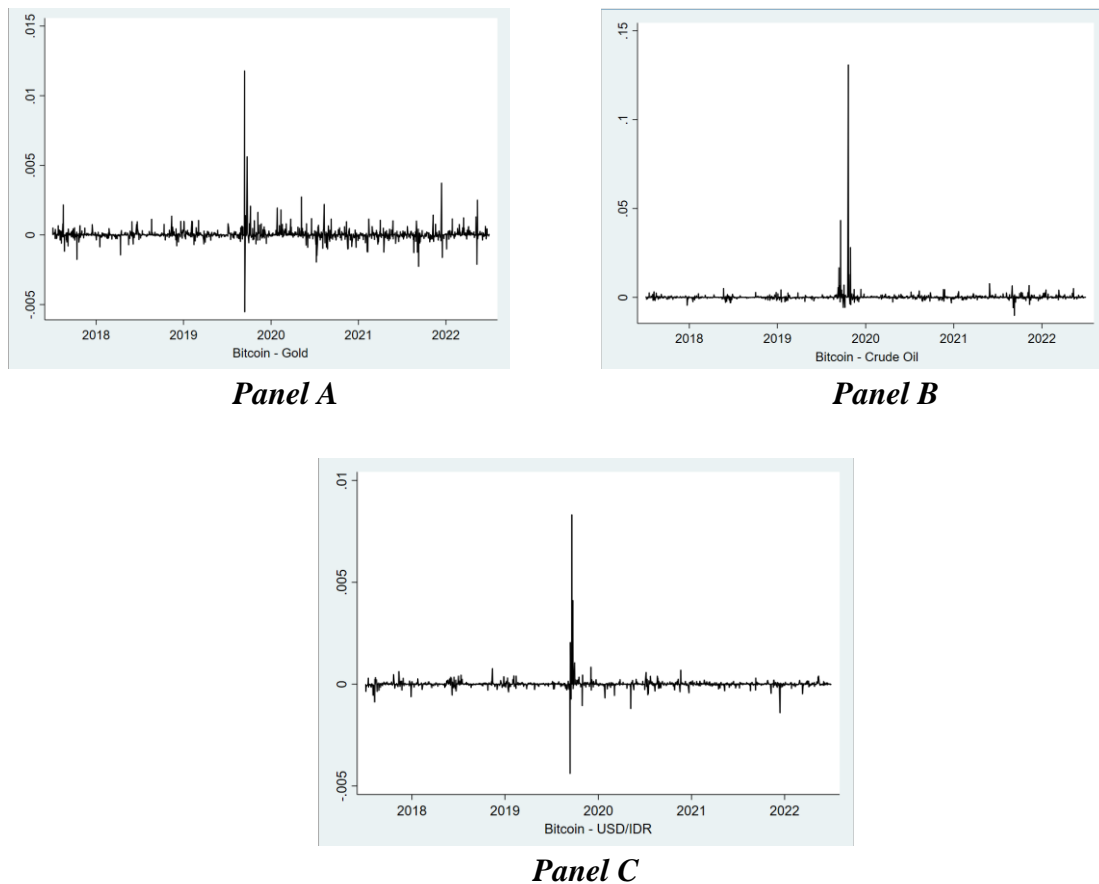 .015
.01
.005
0
-.005
2018 2019 2020 2021 2022
Bitcoin - Gold
Panel A
.15
.1
.05
0
2018 2019 2020 2021 2022
Bitcoin - Crude Oil
Panel B
.01
.005
0
-.005
2018 2019 2020 2021 2022
Bitcoin - USD/IDR
Panel C